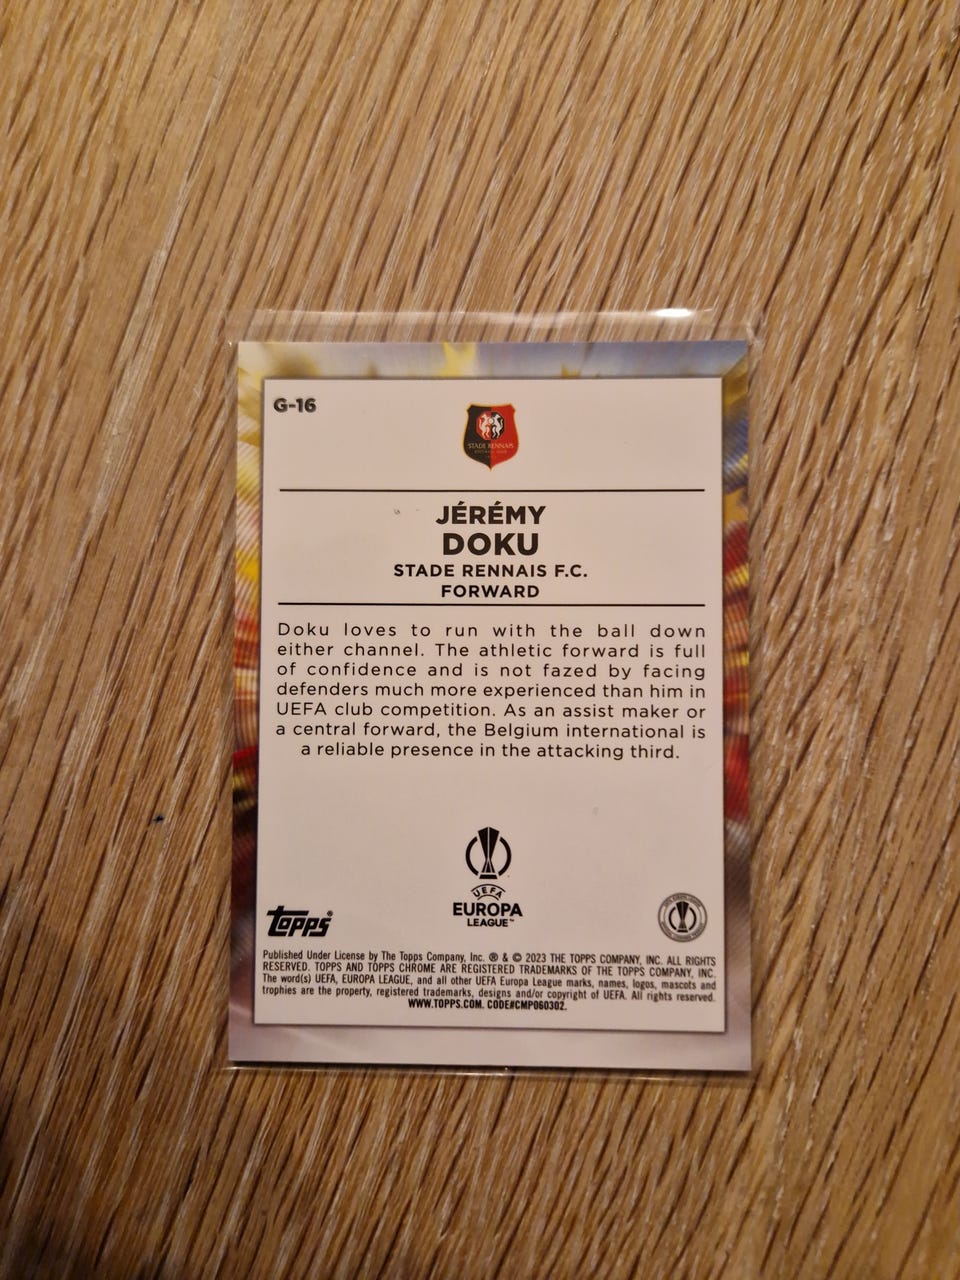 G-16
STADE RENNAIS
JÉRÉMY
DOKU
STADE RENNAIS F.C.
FORWARD
Doku loves to run with the ball down
either channel. The athletic forward is full
of confidence and is not fazed by facing
defenders much more experienced than him in
UEFA club competition. As an assist maker or
a central forward, the Belgium international is
a reliable presence in the attacking third.
UEFA
EUROPA
LEAGUE™
topps®
Published Under License by The Topps Company, Inc. ® & © 2023 THE TOPPS COMPANY, INC. ALL RIGHTS
RESERVED. TOPPS AND TOPPS CHROME ARE REGISTERED TRADEMARKS OF THE TOPPS COMPANY, INC.
The word(s) UEFA, EUROPA LEAGUE, and all other UEFA Europa League marks, names, logos, mascots and
trophies are the property, registered trademarks, designs and/or copyright of UEFA. All rights reserved.
WWW.TOPPS.COM. CODE#CMP060302.